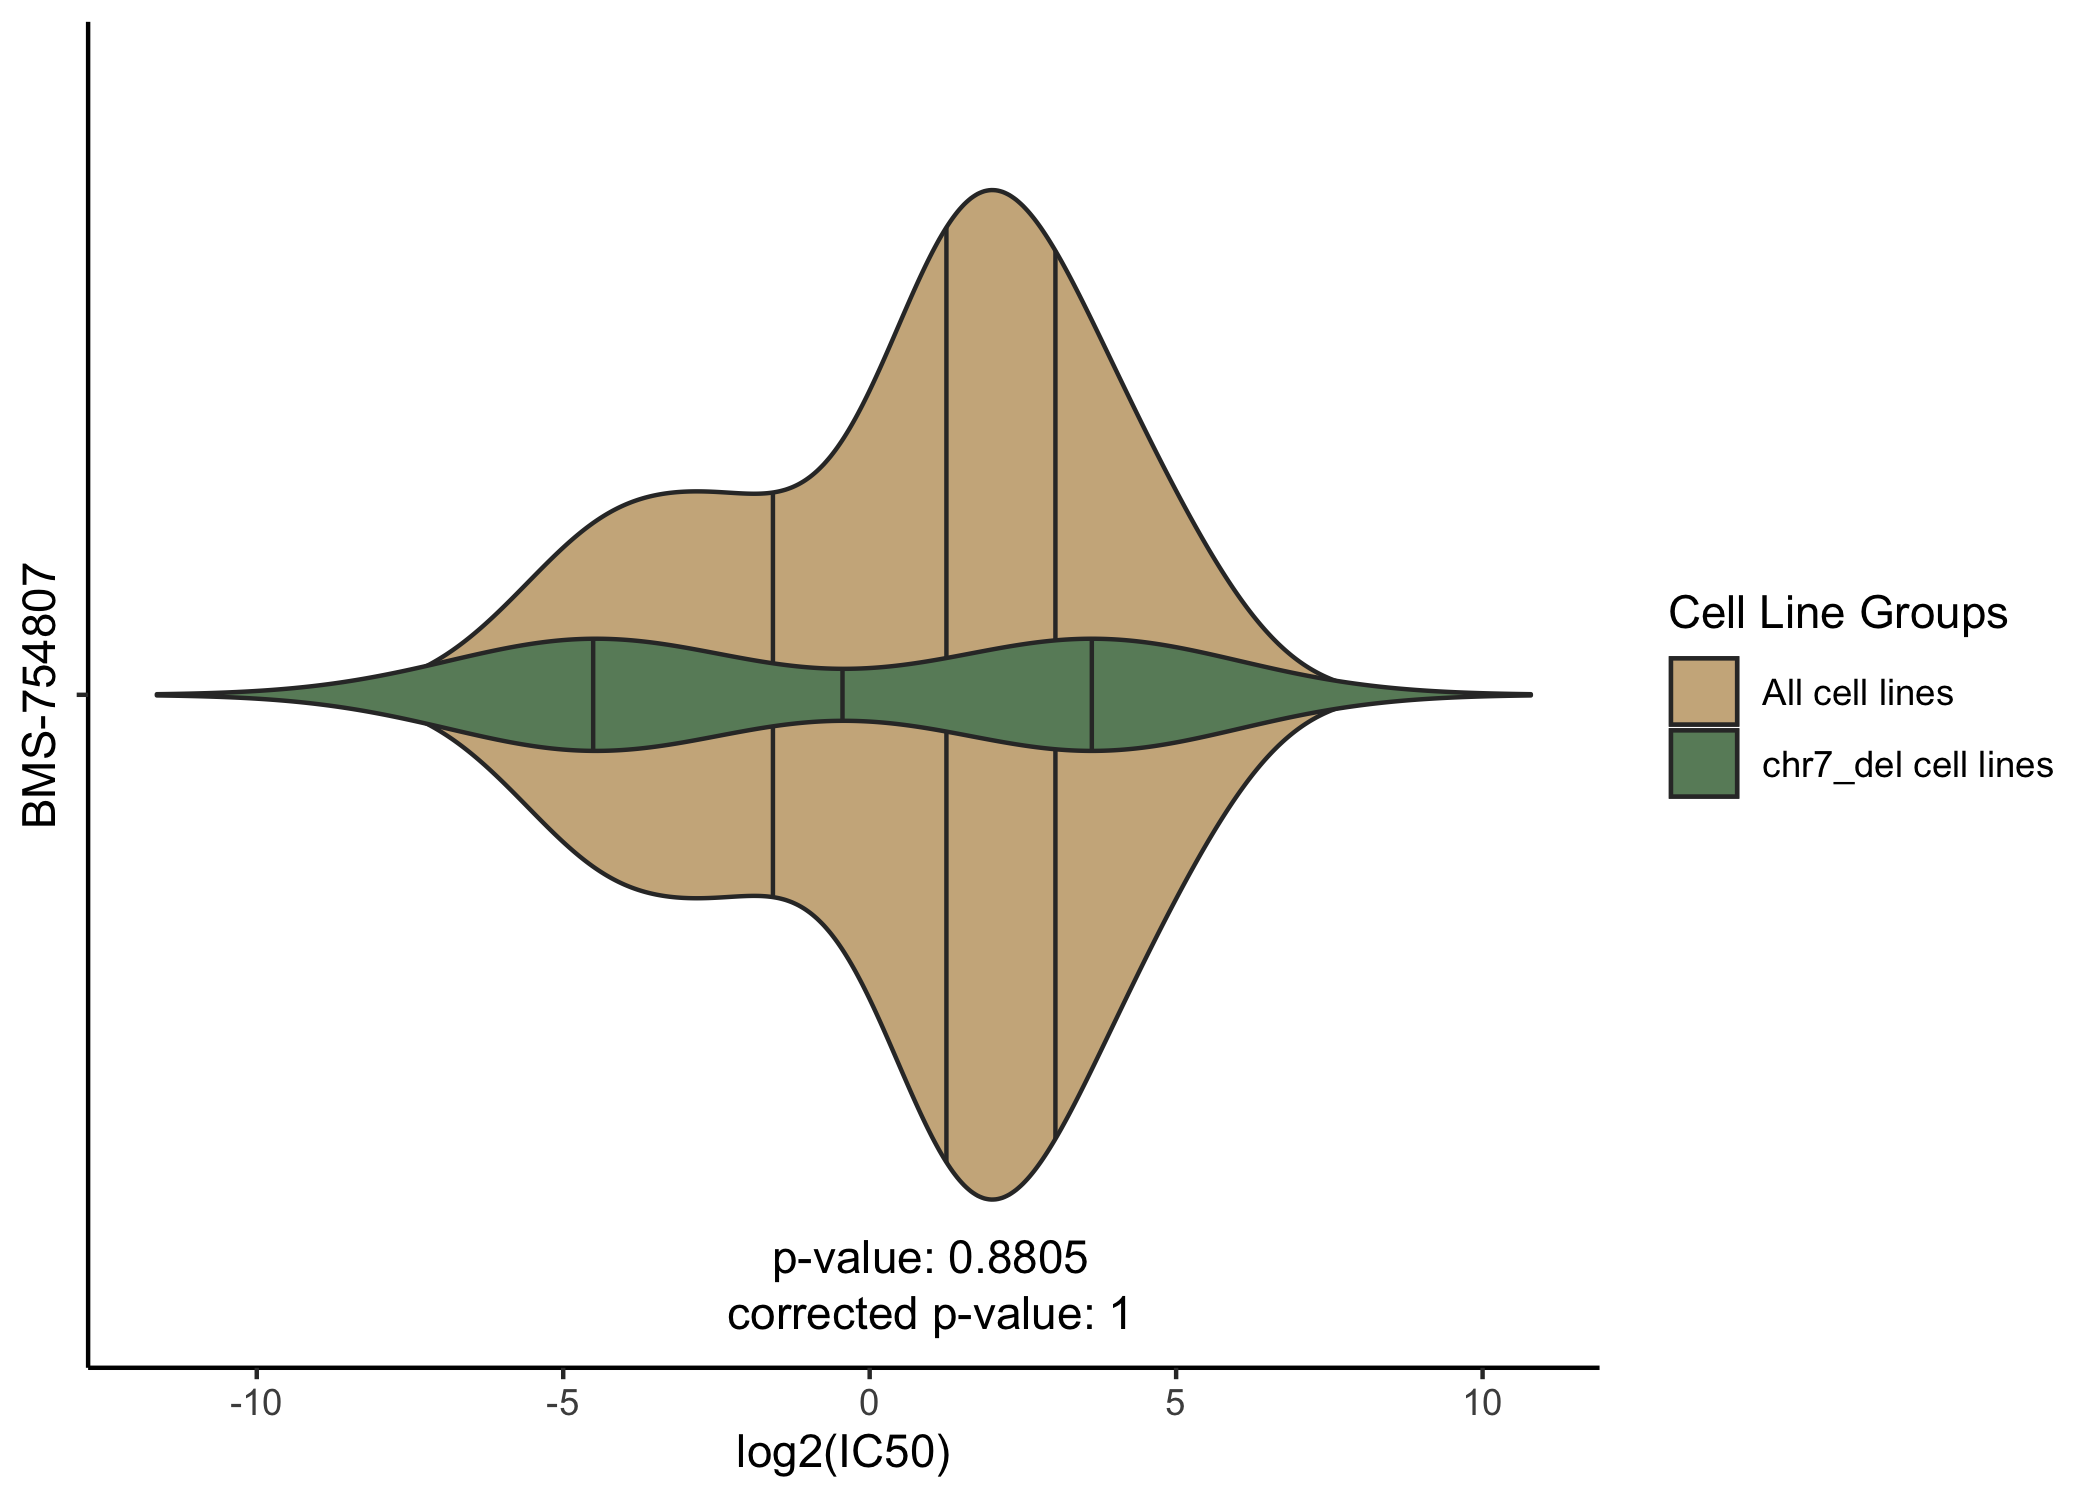 BMS-754807
p-value: 0.8805
corrected p-value: 1
-10 -5 0 5 10
log2(IC50)
Cell Line Groups
All cell lines
chr7_del cell lines